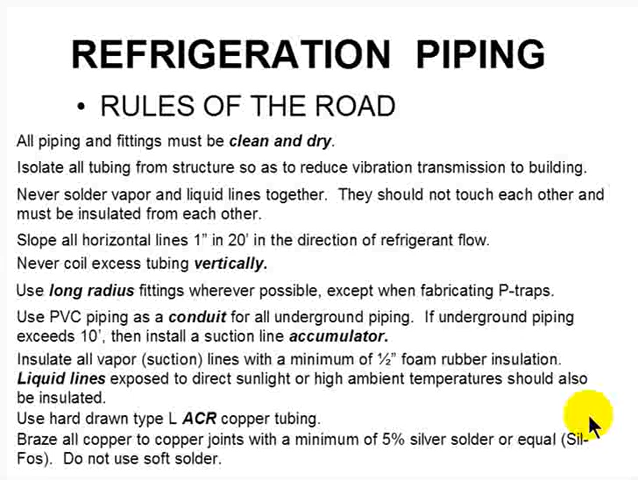 REFRIGERATION PIPING
• RULES OF THE ROAD
All piping and fittings must be clean and dry.
Isolate all tubing from structure so as to reduce vibration transmission to building.
Never solder vapor and liquid lines together. They should not touch each other and
must be insulated from each other.
Slope all horizontal lines 1” in 20’ in the direction of refrigerant flow.
Never coil excess tubing vertically.
Use long radius fittings wherever possible, except when fabricating P-traps.
Use PVC piping as a conduit for all underground piping. If underground piping
exceeds 10’, then install a suction line accumulator.
Insulate all vapor (suction) lines with a minimum of ½” foam rubber insulation.
Liquid lines exposed to direct sunlight or high ambient temperatures should also
be insulated.
Use hard drawn type L ACR copper tubing.
Braze all copper to copper joints with a minimum of 5% silver solder or equal (Sil-
Fos). Do not use soft solder.